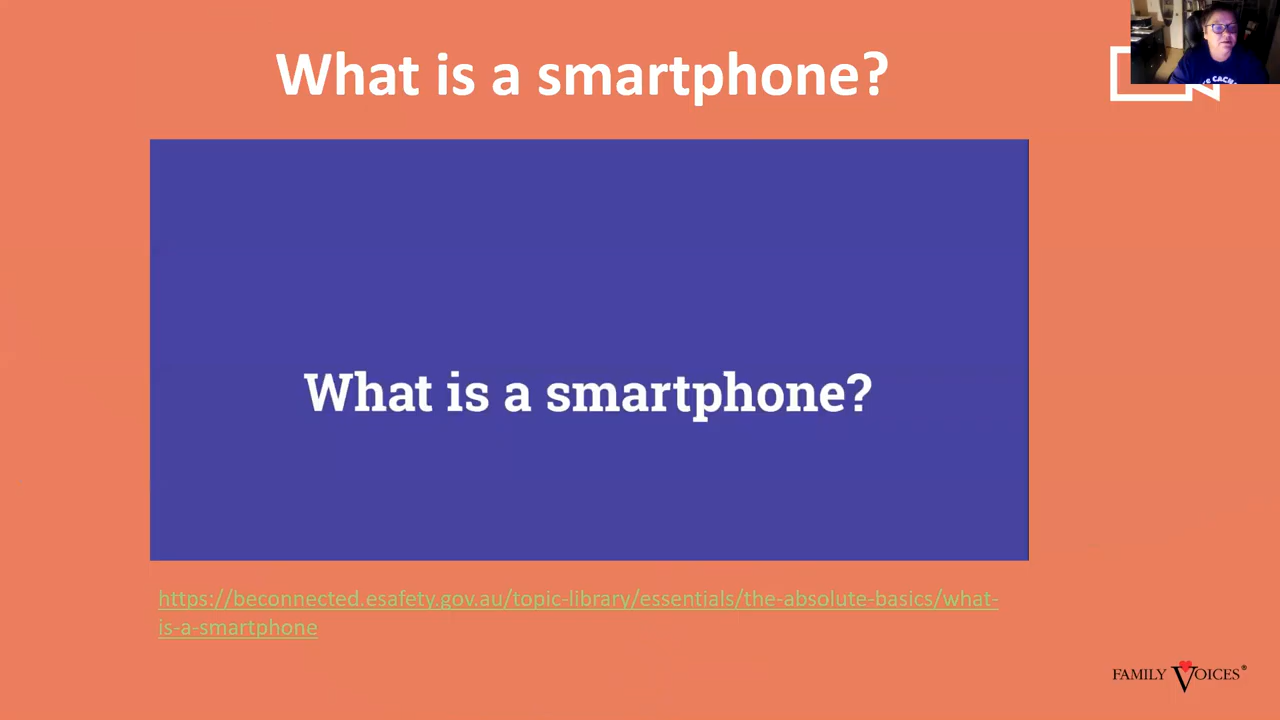 What is a smartphone?
What is a smartphone?
https://beconnected.esafety.gov.au/topic-library/essentials/the-absolute-basics/what-
is-a-smartphone
FAMILY VOICES®